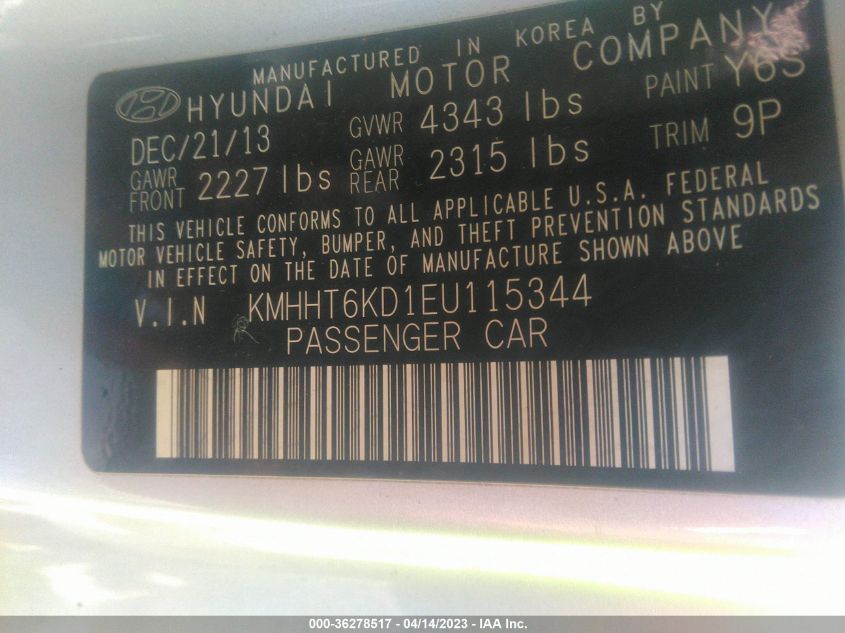 MANUFACTURED IN KOREA BY
HYUNDAI MOTOR COMPANY
DEC/21/13 GVWR 4343 lbs PAINT Y6S
GAWR FRONT 2227 lbs GAWR REAR 2315 lbs TRIM 9P
THIS VEHICLE CONFORMS TO ALL APPLICABLE U.S.A. FEDERAL
MOTOR VEHICLE SAFETY, BUMPER, AND THEFT PREVENTION STANDARDS
IN EFFECT ON THE DATE OF MANUFACTURE SHOWN ABOVE
V.I.N KMHHT6KD1EU115344
PASSENGER CAR
000-36278517 - 04/14/2023 - IAA Inc.